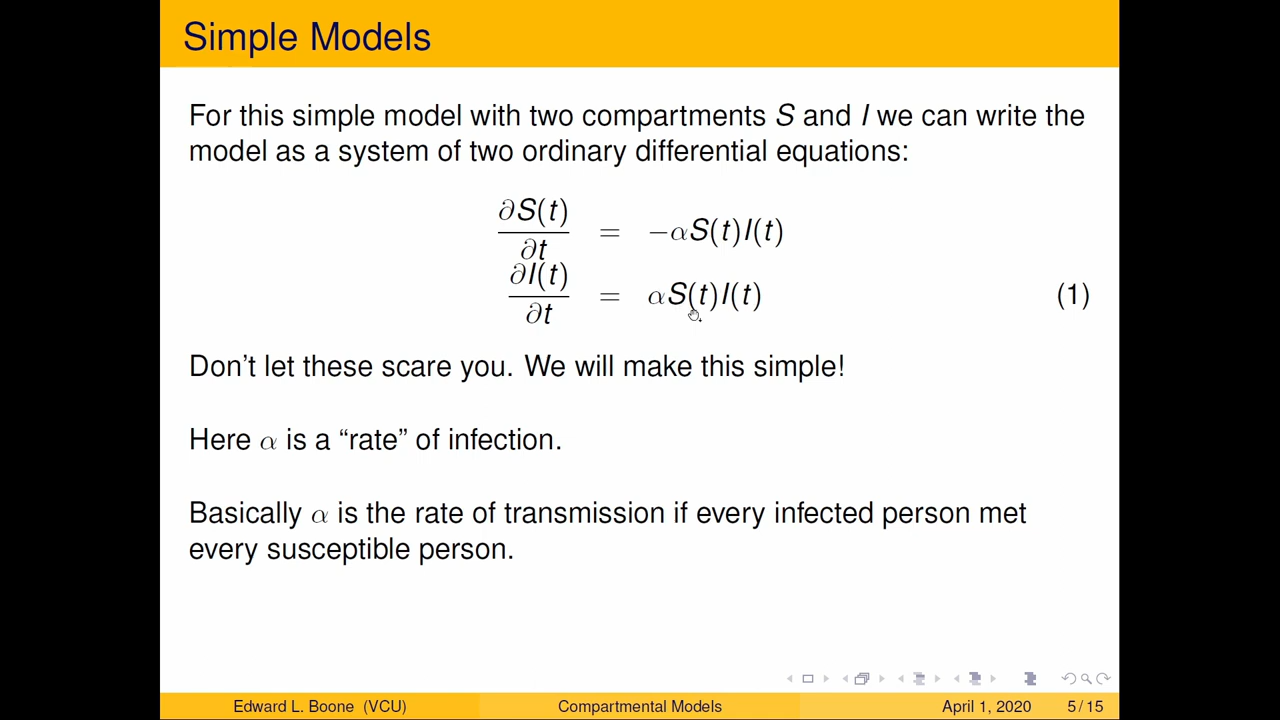 Simple Models
For this simple model with two compartments S and I we can write the
model as a system of two ordinary differential equations:
∂S(t)/∂t = −αS(t)I(t)
∂I(t)/∂t = αS(t)I(t) (1)
Don't let these scare you. We will make this simple!
Here α is a “rate” of infection.
Basically α is the rate of transmission if every infected person met
every susceptible person.
Edward L. Boone (VCU) Compartmental Models April 1, 2020 5 / 15